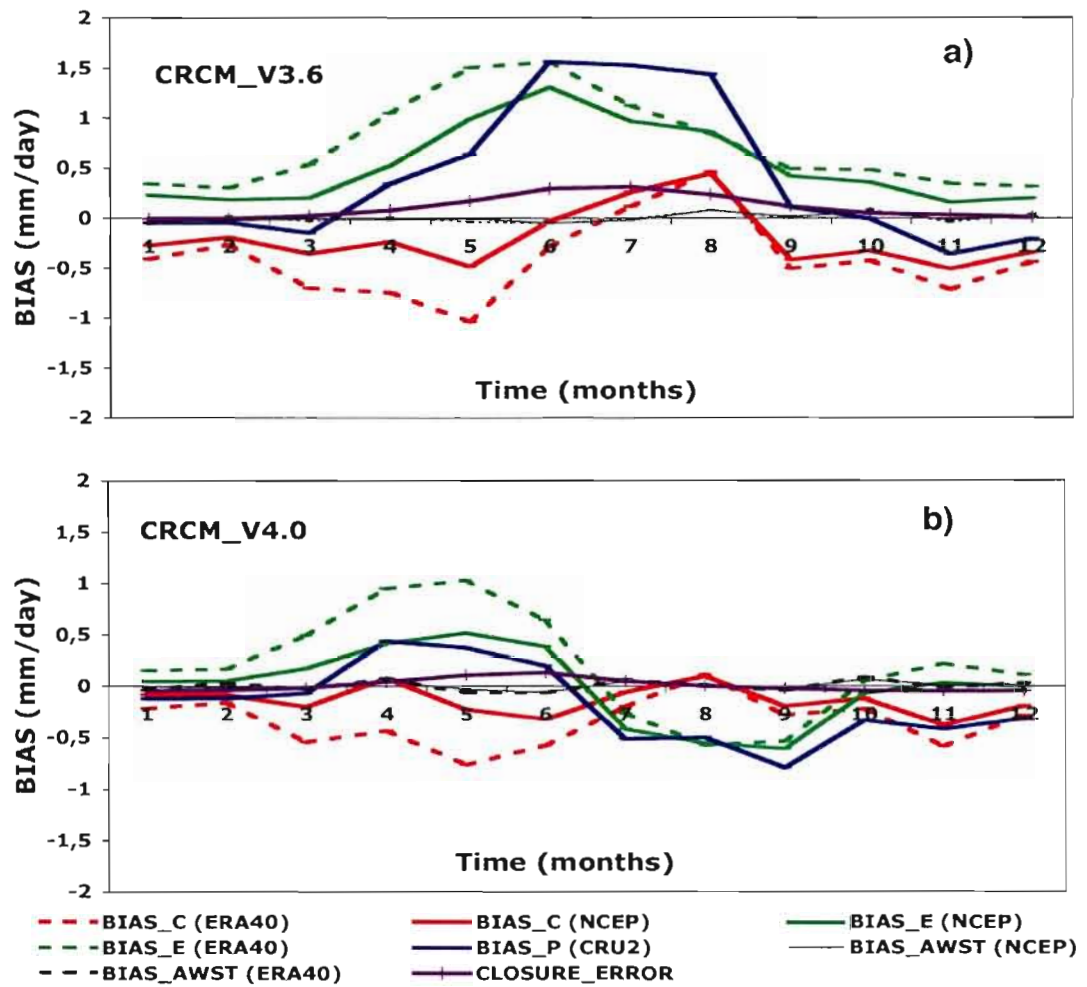 2
1,5
1
0,5
0
-0,5
-1
-1,5
-2
BIAS (mm/day)
CRCM_V3.6
a)
1 2 3 4 5 6 7 8 9 10 11 12
Time (months)
2
1,5
1
0,5
0
-0,5
-1
-1,5
-2
BIAS (mm/day)
CRCM_V4.0
b)
1 2 3 4 5 6 7 8 9 10 11 12
Time (months)
BIAS_C (ERA40) BIAS_C (NCEP) BIAS_E (NCEP)
BIAS_E (ERA40) BIAS_P (CRU2) BIAS_AWST (NCEP)
BIAS_AWST (ERA40) CLOSURE_ERROR